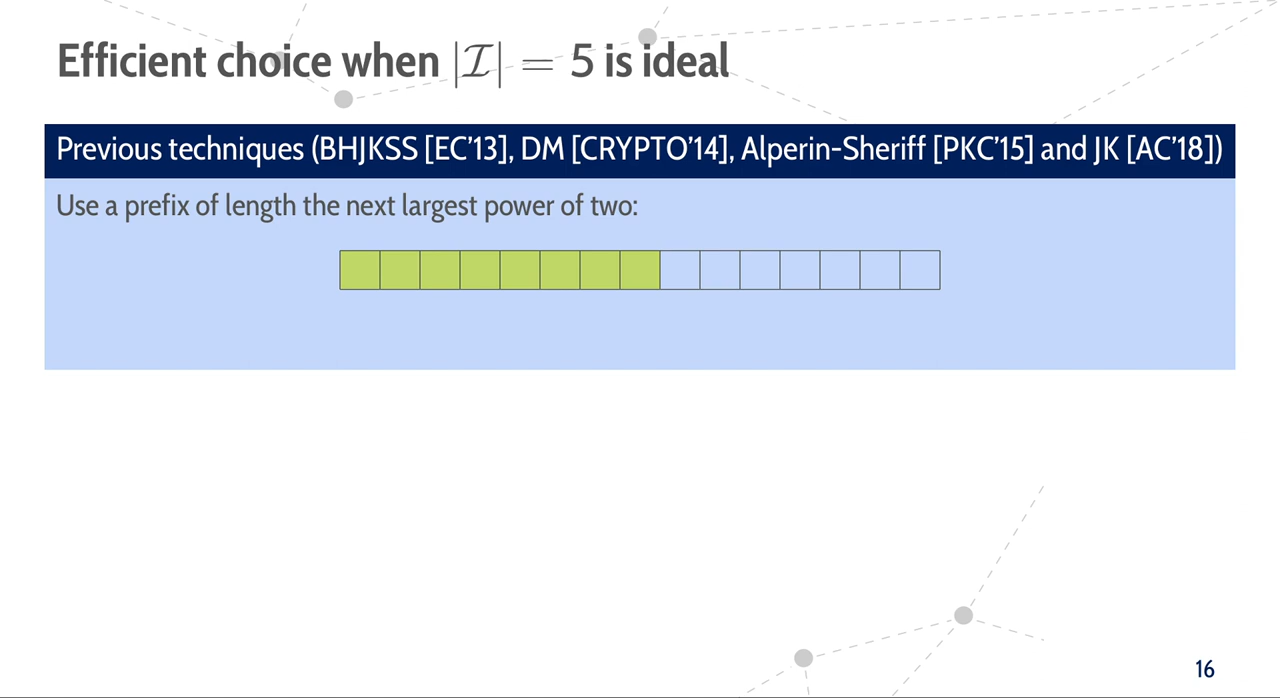 Efficient choice when |ℐ| = 5 is ideal
Previous techniques (BHJKSS [EC’13], DM [CRYPTO’14], Alperin-Sheriff [PKC’15] and JK [AC’18])
Use a prefix of length the next largest power of two:
16